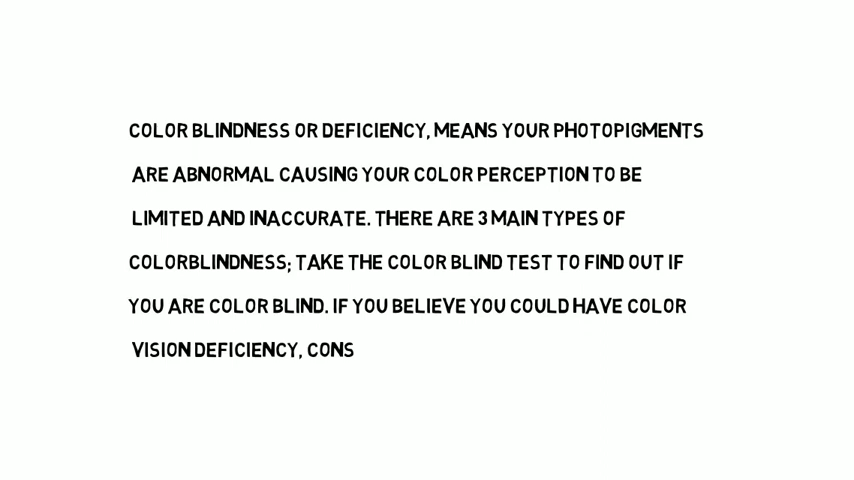 COLOR BLINDNESS OR DEFICIENCY, MEANS YOUR PHOTOPIGMENTS
ARE ABNORMAL CAUSING YOUR COLOR PERCEPTION TO BE
LIMITED AND INACCURATE. THERE ARE 3 MAIN TYPES OF
COLORBLINDNESS; TAKE THE COLOR BLIND TEST TO FIND OUT IF
YOU ARE COLOR BLIND. IF YOU BELIEVE YOU COULD HAVE COLOR
VISION DEFICIENCY, CONS